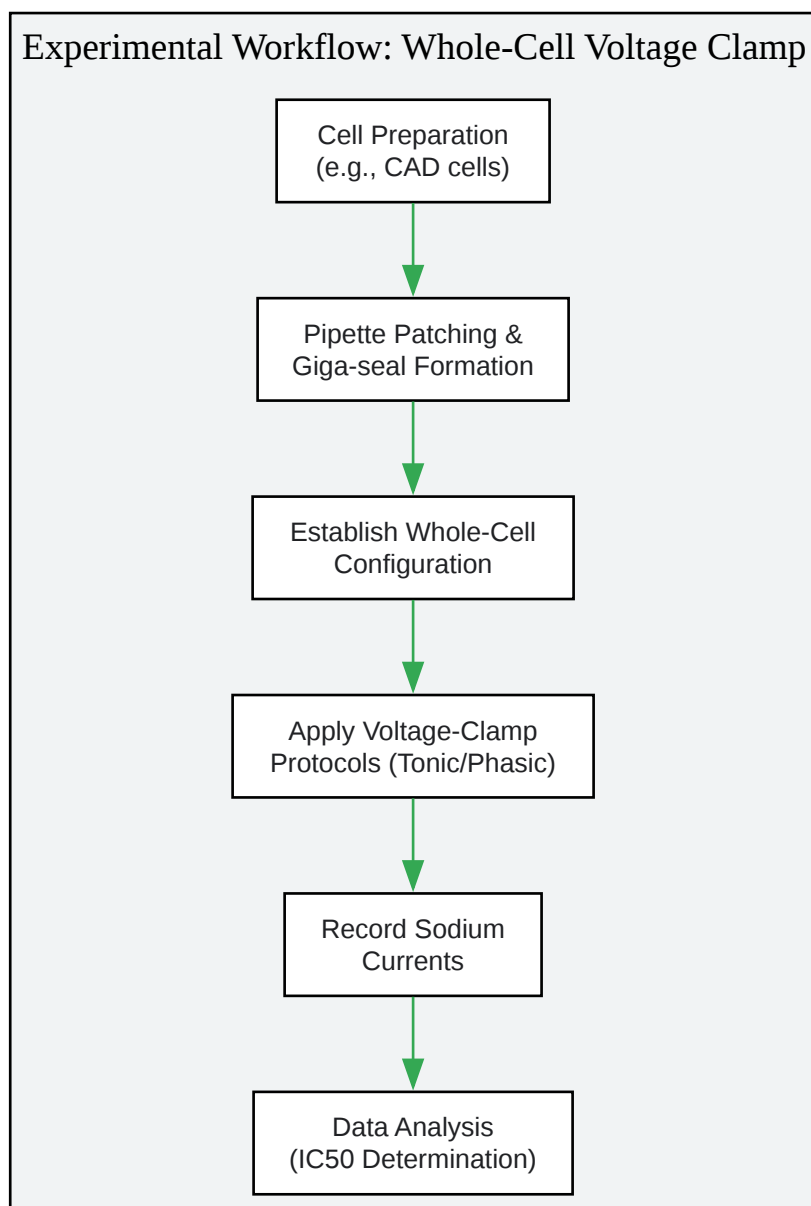 Experimental Workflow: Whole-Cell Voltage Clamp
Cell Preparation
(e.g., CAD cells)
Pipette Patching &
Giga-seal Formation
Establish Whole-Cell
Configuration
Apply Voltage-Clamp
Protocols (Tonic/Phasic)
Record Sodium
Currents
Data Analysis
(IC50 Determination)